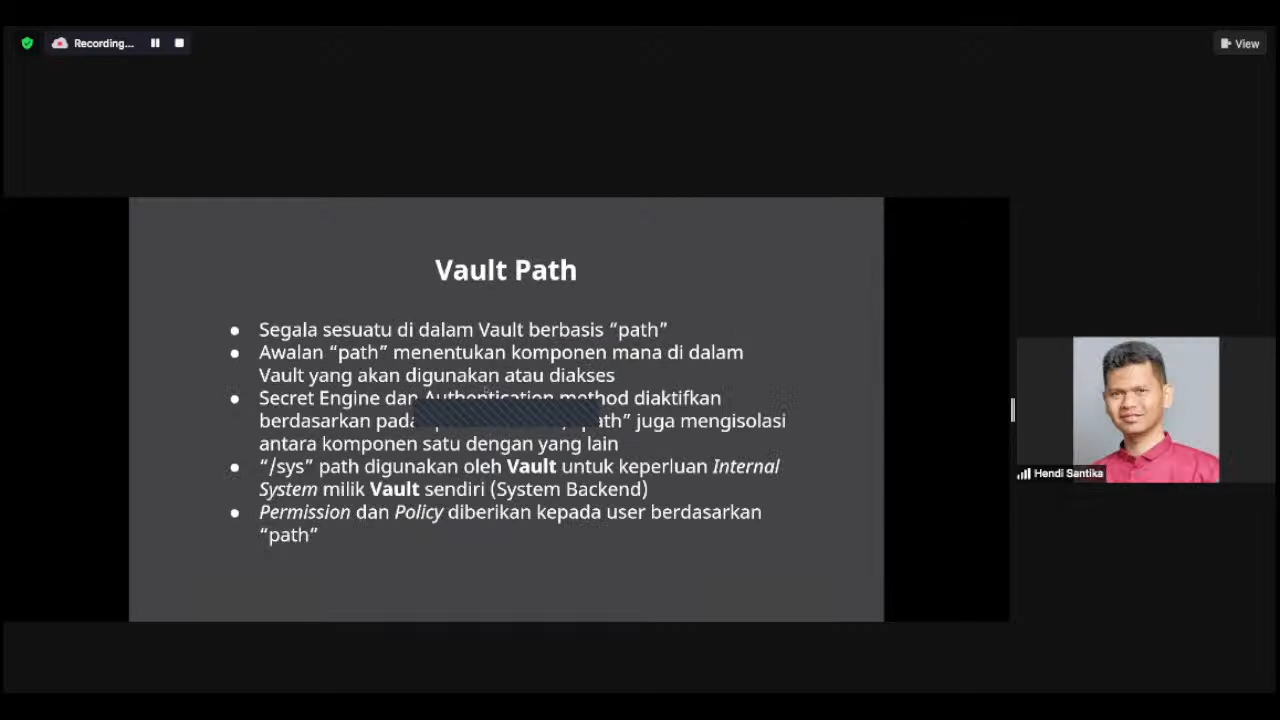 Recording...
View
Vault Path
● Segala sesuatu di dalam Vault berbasis “path”
● Awalan “path” menentukan komponen mana di dalam
Vault yang akan digunakan atau diakses
● Secret Engine dan Authentication method diaktifkan
berdasarkan pada juga mengisolasi
antara komponen satu dengan yang lain
● “/sys” path digunakan oleh Vault untuk keperluan Internal
System milik Vault sendiri (System Backend)
● Permission dan Policy diberikan kepada user berdasarkan
“path”
Hendi Santika